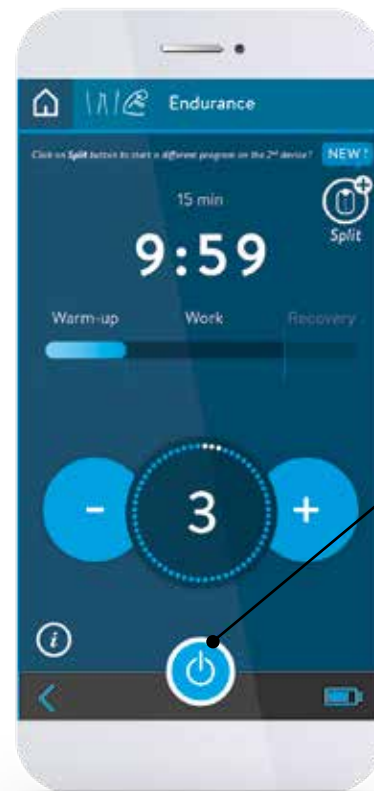 Endurance
Click on Split button to start a different program on the 2nd device! NEW!
15 min
Split
9:59
Warm-up Work Recovery
- 3 +
i